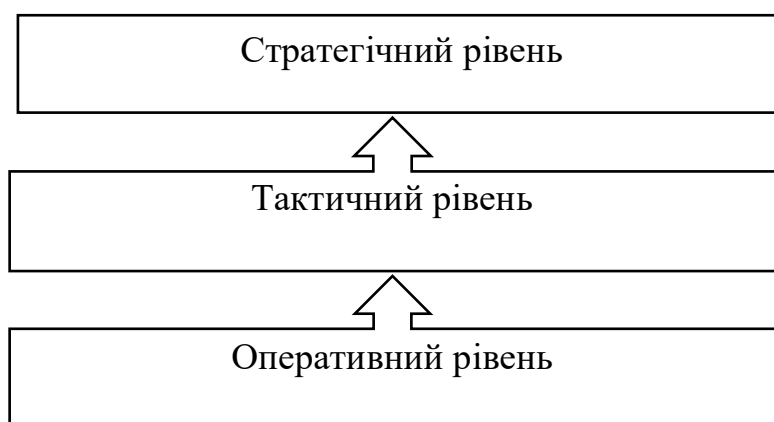 Стратегічний рівень
Тактичний рівень
Оперативний рівень